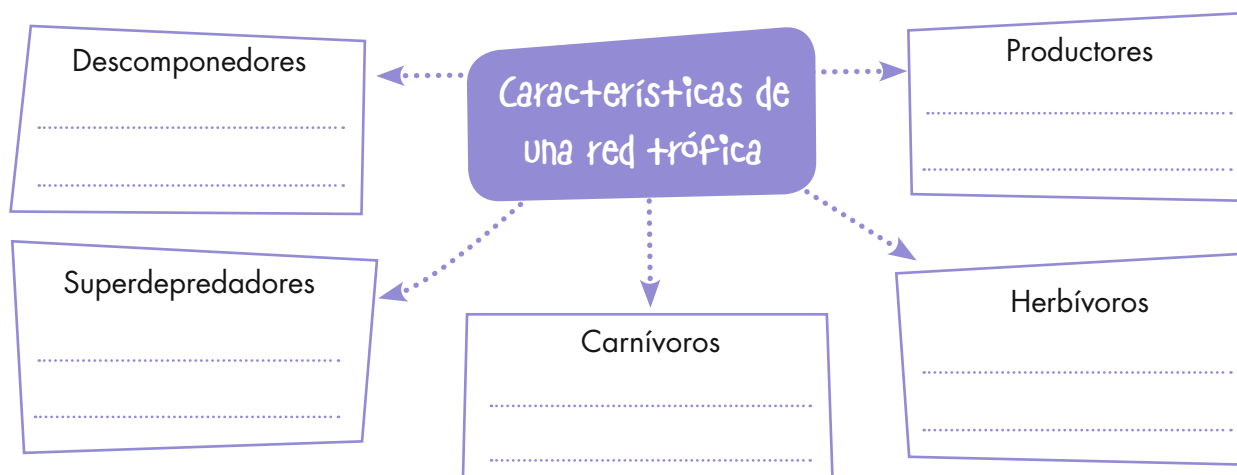 Características de
una red trófica
Descomponedores
Productores
Superdepredadores
Carnívoros
Herbívoros